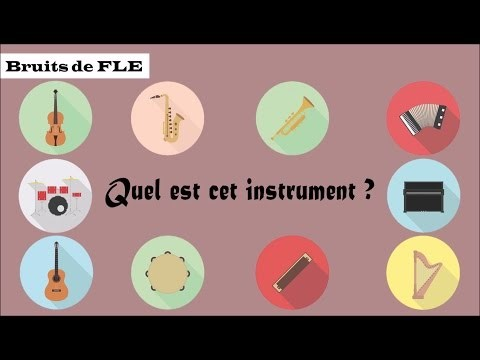 Bruits de FLE
Quel est cet instrument ?